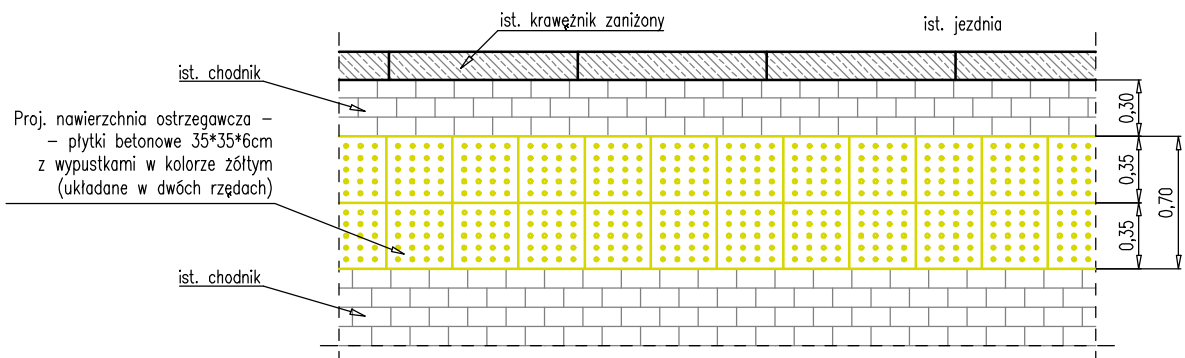 ist. krawężnik zaniżony
ist. jezdnia
ist. chodnik
Proj. nawierzchnia ostrzegawcza –
– płytki betonowe 35*35*6cm
z wypustkami w kolorze żółtym
(układane w dwóch rzędach)
ist. chodnik
0,30
0,35
0,35
0,70